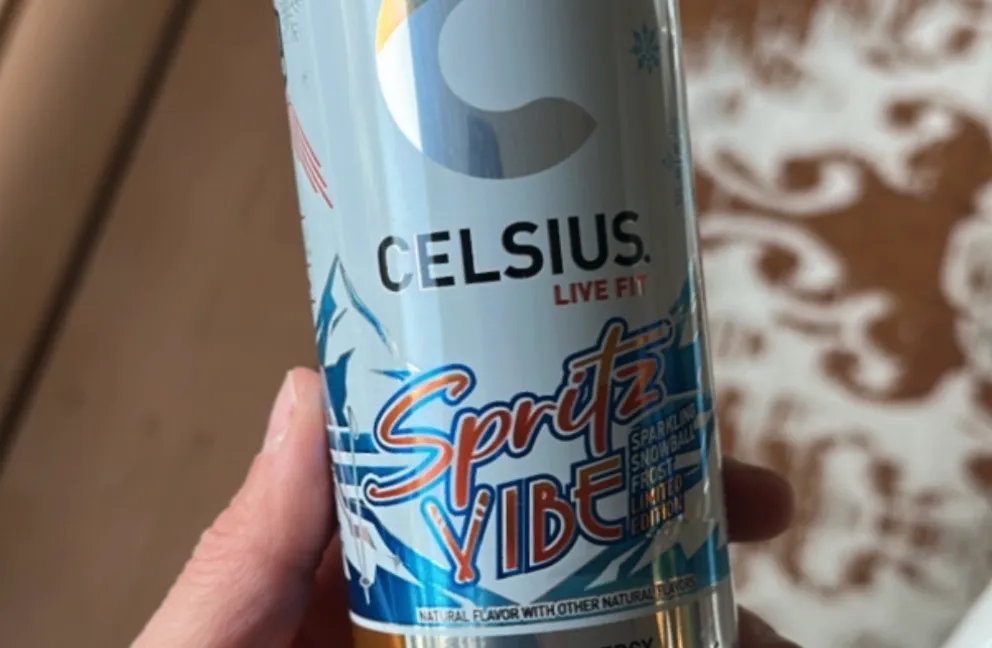 CELSIUS.
LIVE FIT
Spritz
VIBE
SPARKLING
SNOWBALL
FROST
LIMITED
EDITION
NATURAL FLAVOR WITH OTHER NATURAL FLAVORS